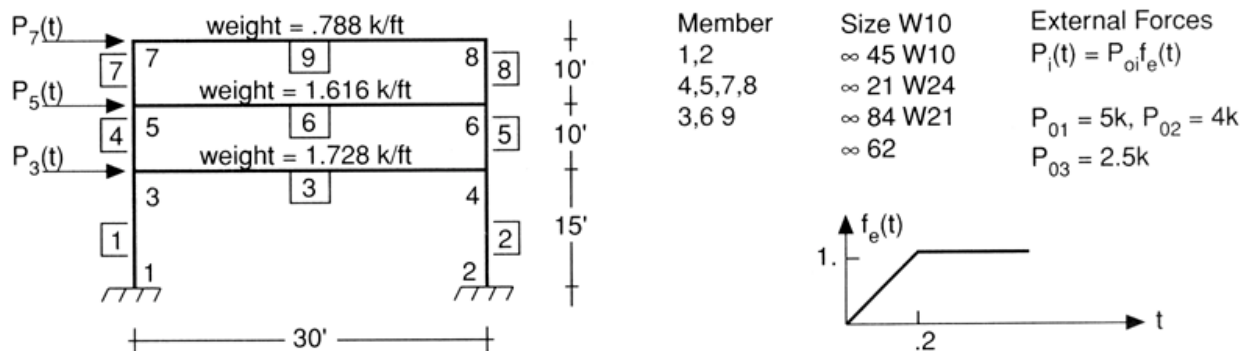 P7(t)
weight = .788 k/ft
7
7
9
8
8
10'
P5(t)
weight = 1.616 k/ft
4
5
6
6
5
10'
P3(t)
weight = 1.728 k/ft
3
3
4
1
2
15'
1
2
30'
Member
1,2
4,5,7,8
3,6 9
Size W10
∞ 45 W10
∞ 21 W24
∞ 84 W21
∞ 62
External Forces
Pi(t) = Poife(t)
P01 = 5k, P02 = 4k
P03 = 2.5k
fe(t)
1.
.2
t